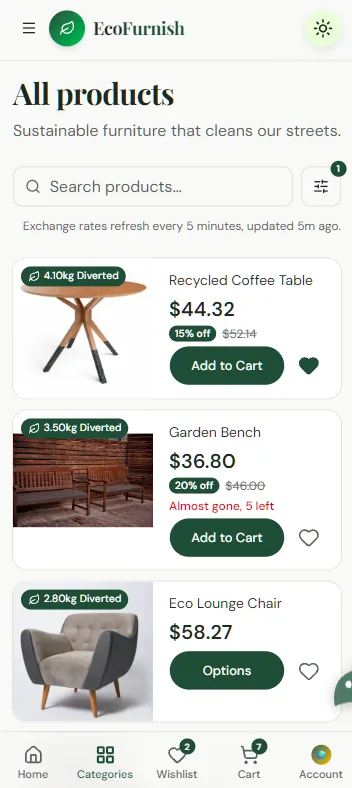 EcoFurnish
All products
Sustainable furniture that cleans our streets.
Search products...
1
Exchange rates refresh every 5 minutes, updated 5m ago.
4.10kg Diverted
Recycled Coffee Table
$44.32
15% off $52.14
Add to Cart
3.50kg Diverted
Garden Bench
$36.80
20% off $46.00
Almost gone, 5 left
Add to Cart
2.80kg Diverted
Eco Lounge Chair
$58.27
Options
2
7
Home Categories Wishlist Cart Account